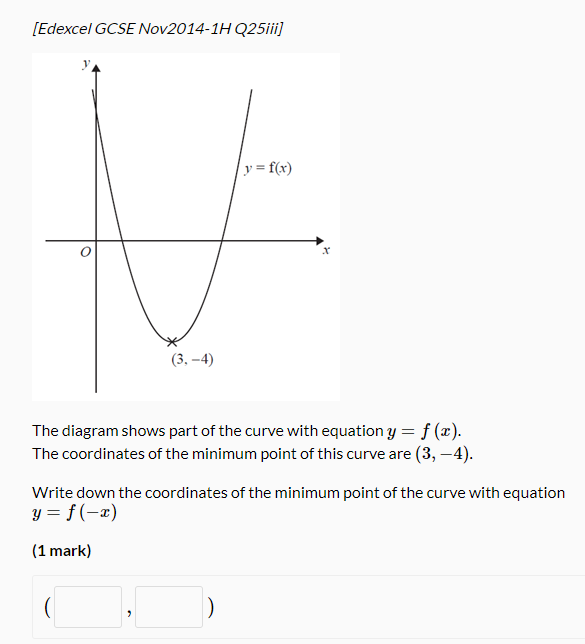 [Edexcel GCSE Nov2014-1H Q25iii]
y
y = f(x)
O
x
(3, –4)
The diagram shows part of the curve with equation y = f (x).
The coordinates of the minimum point of this curve are (3, −4).
Write down the coordinates of the minimum point of the curve with equation
y = f (−x)
(1 mark)
( , )